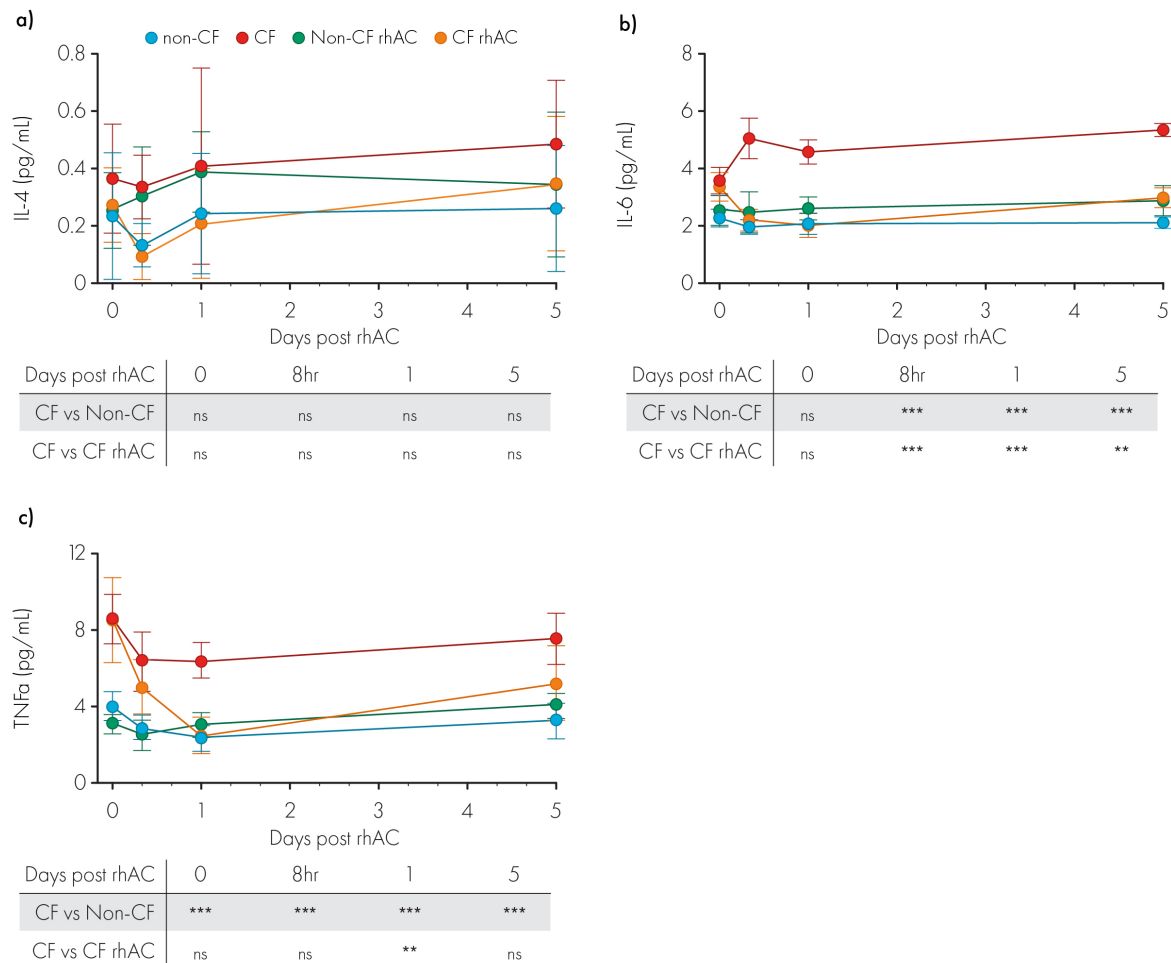 a)
non-CF CF Non-CF rhAC CF rhAC
0.8
0.6
0.4
0.2
0
IL-4 (pg/mL)
0 1 2 3 4 5
Days post rhAC
Days post rhAC 0 8hr 1 5
CF vs Non-CF ns ns ns ns
CF vs CF rhAC ns ns ns ns
b)
8
6
4
2
0
IL-6 (pg/mL)
0 1 2 3 4 5
Days post rhAC
Days post rhAC 0 8hr 1 5
CF vs Non-CF ns *** *** ***
CF vs CF rhAC ns *** *** **
c)
12
8
4
0
TNFa (pg/mL)
0 1 2 3 4 5
Days post rhAC
Days post rhAC 0 8hr 1 5
CF vs Non-CF *** *** *** ***
CF vs CF rhAC ns ns ** ns